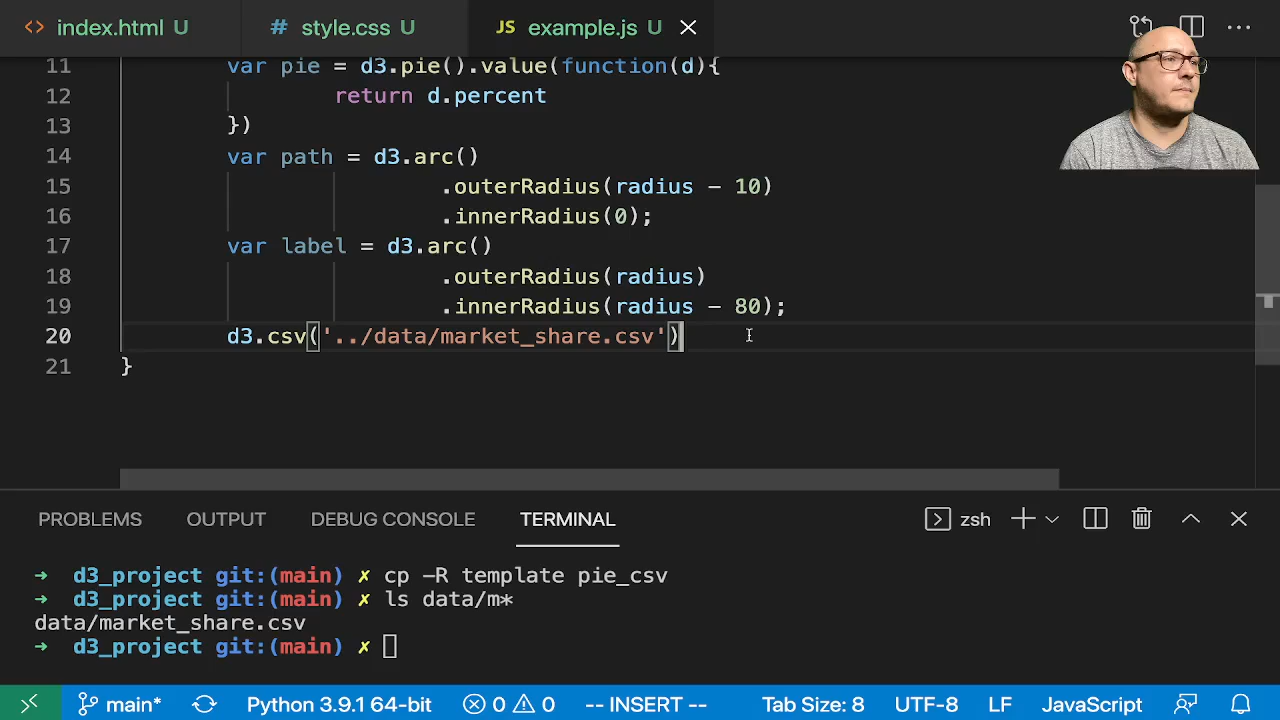 <> index.html U # style.css U JS example.js U
11 var pie = d3.pie().value(function(d){
12 return d.percent
13 })
14 var path = d3.arc()
15 .outerRadius(radius - 10)
16 .innerRadius(0);
17 var label = d3.arc()
18 .outerRadius(radius)
19 .innerRadius(radius - 80);
20 d3.csv('../data/market_share.csv')
21 }
PROBLEMS OUTPUT DEBUG CONSOLE TERMINAL zsh
➜ d3_project git:(main) ✗ cp -R template pie_csv
➜ d3_project git:(main) ✗ ls data/m*
data/market_share.csv
➜ d3_project git:(main) ✗
main* Python 3.9.1 64-bit 0 0 -- INSERT -- Tab Size: 8 UTF-8 LF JavaScript